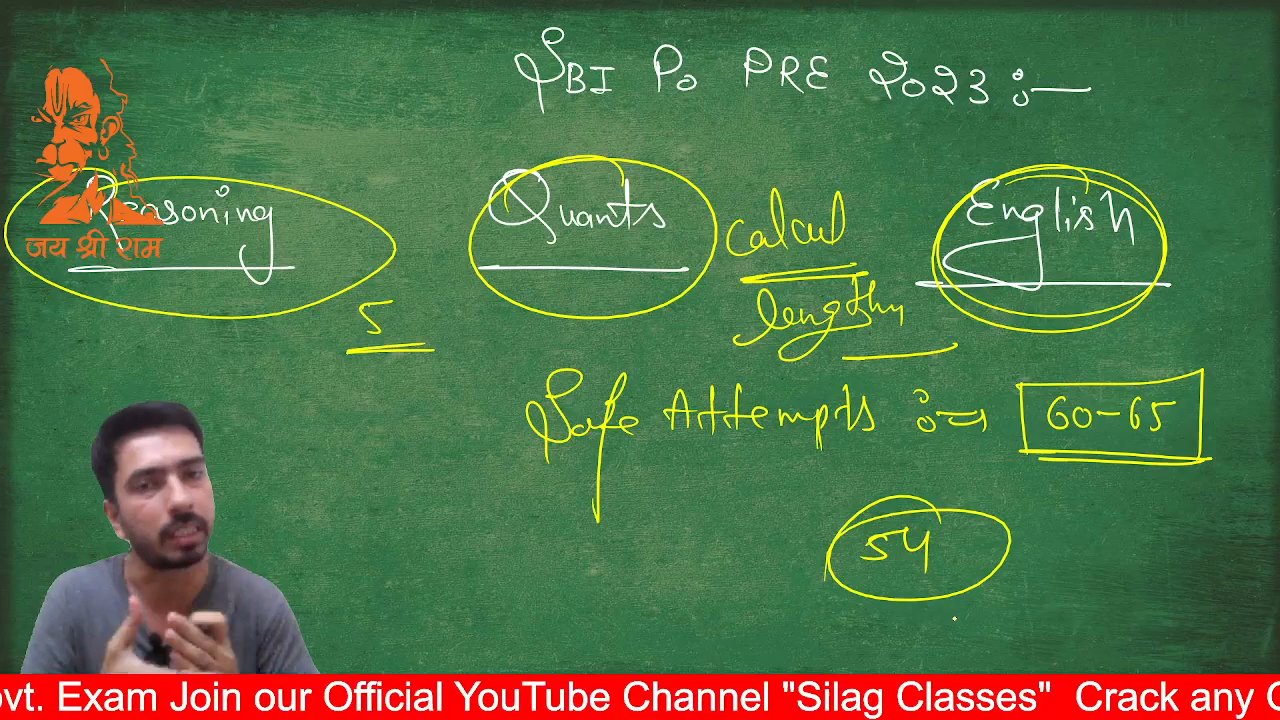 SBI PO PRE 2023 :-
Reasoning Quants English
calcul
lengthy
5
Safe Attempts :- 60-65
54
जय श्री राम
ovt. Exam Join our Official YouTube Channel "Silag Classes" Crack any G